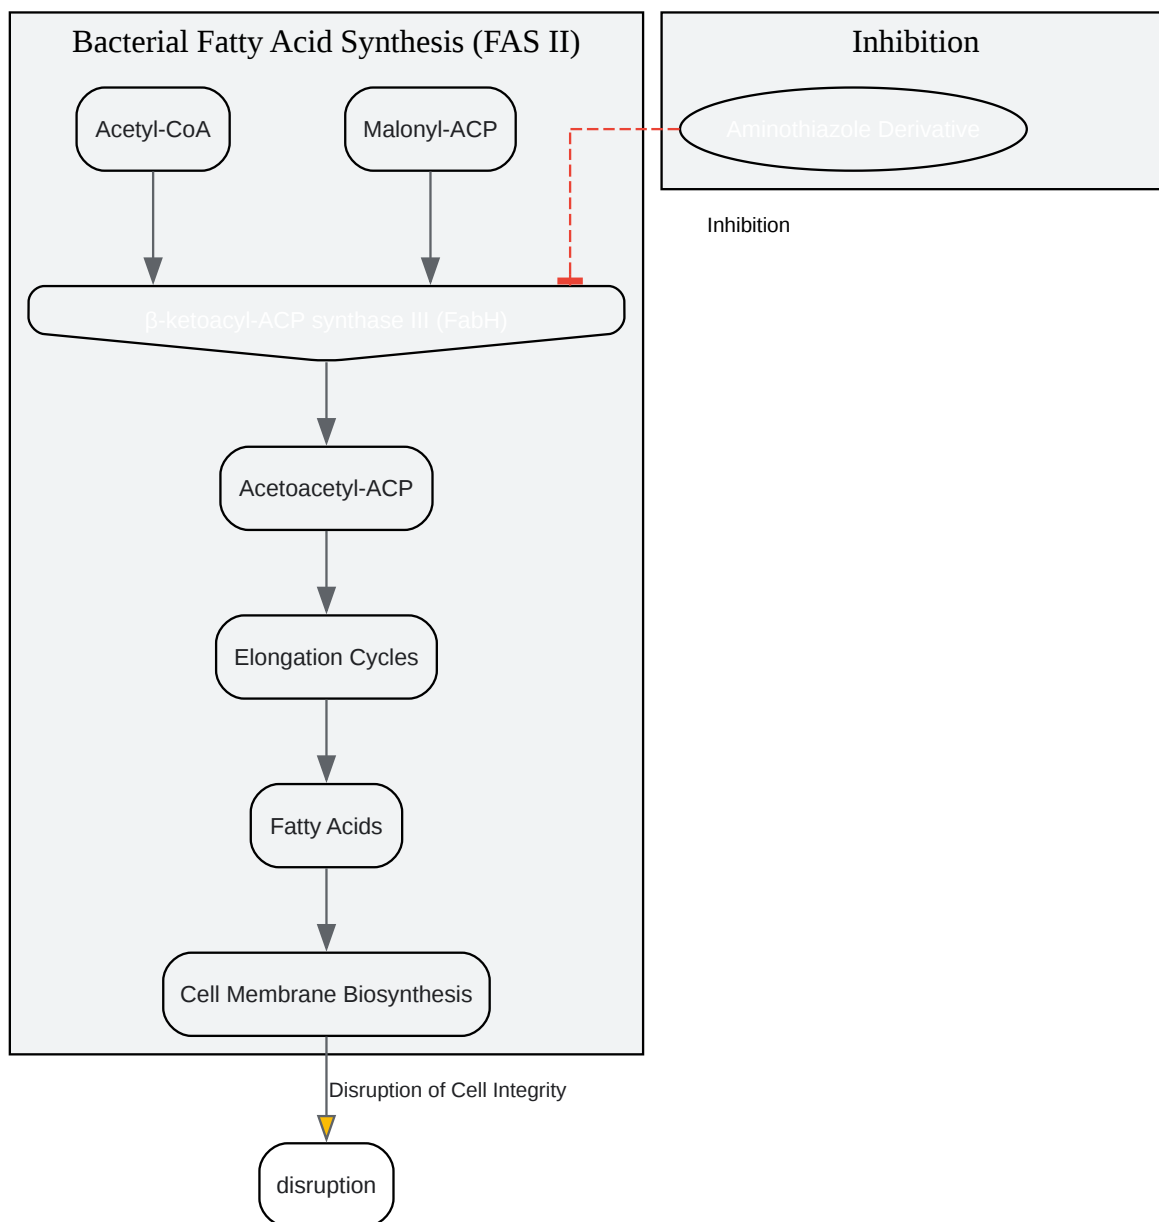 Bacterial Fatty Acid Synthesis (FAS II)
Inhibition
Acetyl-CoA
Malonyl-ACP
Aminothiazole Derivative
Inhibition
β-ketoacyl-ACP synthase III (FabH)
Acetoacetyl-ACP
Elongation Cycles
Fatty Acids
Cell Membrane Biosynthesis
Disruption of Cell Integrity
disruption